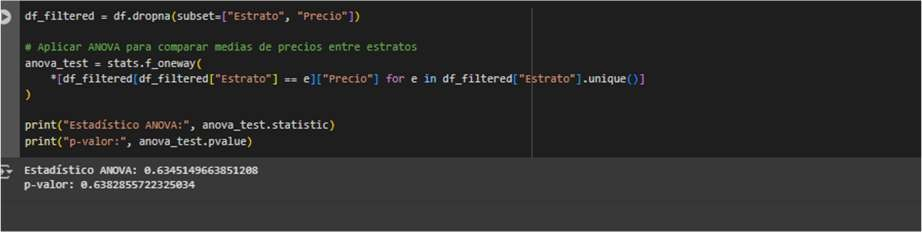 df_filtered = df.dropna(subset=["Estrato", "Precio"])
# Aplicar ANOVA para comparar medias de precios entre estratos
anova_test = stats.f_oneway(
    *[df_filtered[df_filtered["Estrato"] == e]["Precio"] for e in df_filtered["Estrato"].unique()]
)
print("Estadístico ANOVA:", anova_test.statistic)
print("p-valor:", anova_test.pvalue)
Estadístico ANOVA: 0.6345149663851208
p-valor: 0.6382855722325034